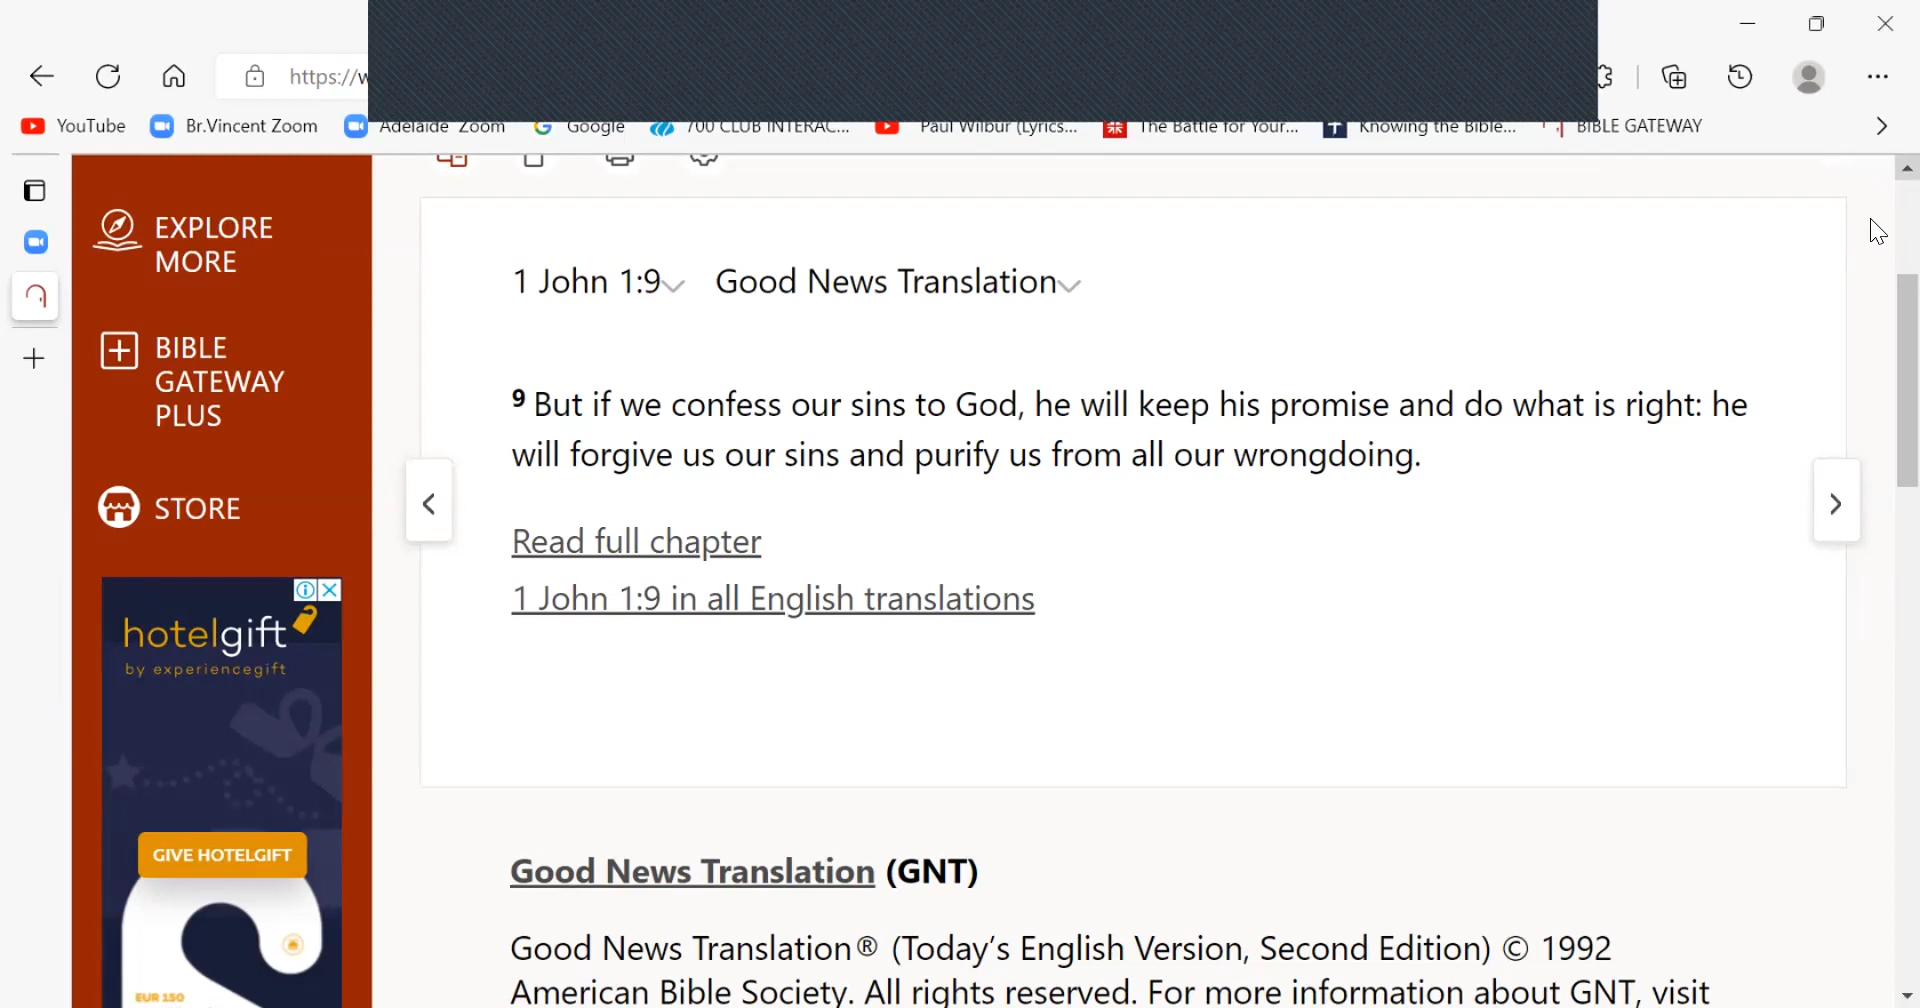 https://w
YouTube Br.Vincent Zoom Adelaide Zoom Google 700 CLUB INTERAC... Paul Wilbur (Lyrics... The Battle for Your... Knowing the Bible... BIBLE GATEWAY
EXPLORE
MORE
BIBLE
GATEWAY
PLUS
STORE
hotelgift
by experiencegift
GIVE HOTELGIFT
EUR 150
1 John 1:9 Good News Translation
9 But if we confess our sins to God, he will keep his promise and do what is right: he
will forgive us our sins and purify us from all our wrongdoing.
Read full chapter
1 John 1:9 in all English translations
Good News Translation (GNT)
Good News Translation® (Today’s English Version, Second Edition) © 1992
American Bible Society. All rights reserved. For more information about GNT, visit